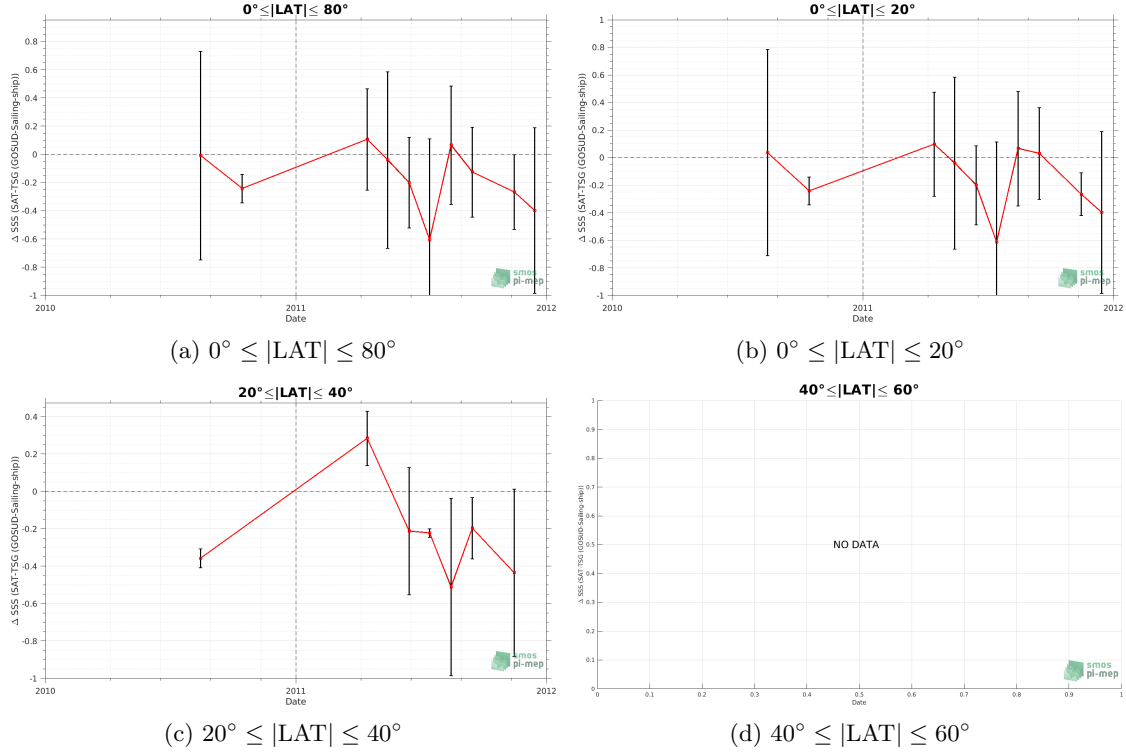 0°≤|LAT|≤ 80°
0.8
0.6
0.4
0.2
0
-0.2
-0.4
-0.6
-0.8
-1
Δ SSS (SAT-TSG (GOSUD-Sailing-ship))
2010
2011
2012
Date
smos
pi-mep
(a) 0° ≤ |LAT| ≤ 80°
0°≤|LAT|≤ 20°
1
0.8
0.6
0.4
0.2
0
-0.2
-0.4
-0.6
-0.8
-1
Δ SSS (SAT-TSG (GOSUD-Sailing-ship))
2010
2011
2012
Date
smos
pi-mep
(b) 0° ≤ |LAT| ≤ 20°
20°≤|LAT|≤ 40°
0.4
0.2
0
-0.2
-0.4
-0.6
-0.8
-1
Δ SSS (SAT-TSG (GOSUD-Sailing-ship))
2010
2011
2012
Date
smos
pi-mep
(c) 20° ≤ |LAT| ≤ 40°
40°≤|LAT|≤ 60°
1
0.9
0.8
0.7
0.6
0.5
0.4
0.3
0.2
0.1
0
Δ SSS (SAT-TSG (GOSUD-Sailing-ship))
NO DATA
0 0.1 0.2 0.3 0.4 0.5 0.6 0.7 0.8 0.9 1
Date
smos
pi-mep
(d) 40° ≤ |LAT| ≤ 60°